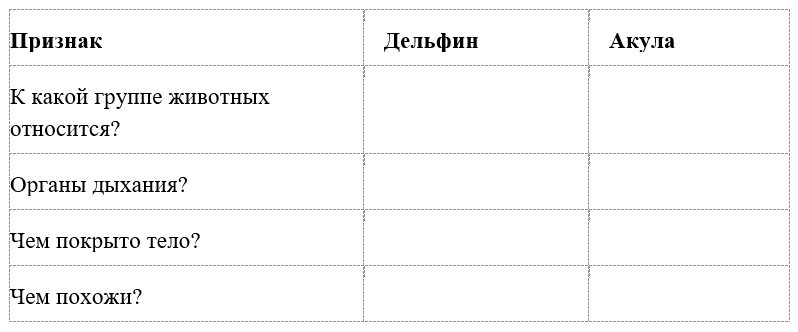 Признак Дельфин Акула
К какой группе животных
относится?
Органы дыхания?
Чем покрыто тело?
Чем похожи?